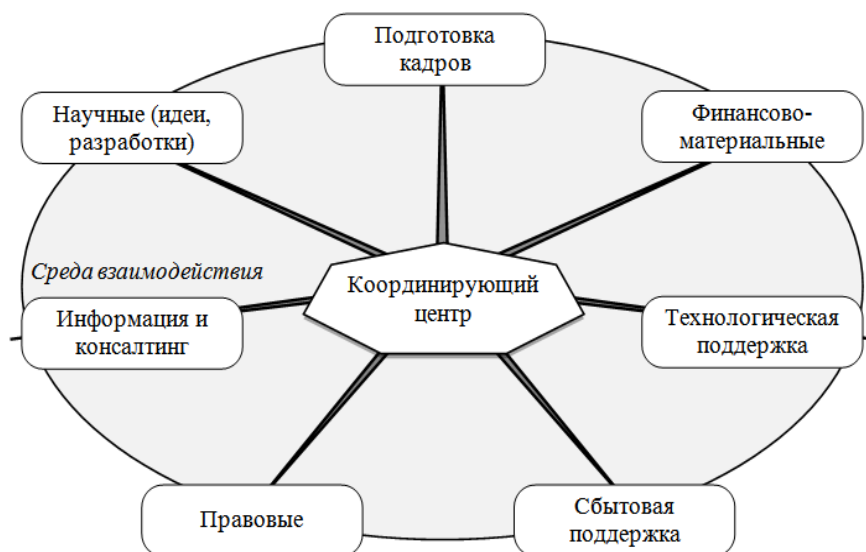 Подготовка
кадров
Научные (идеи,
разработки)
Финансово-
материальные
Среда взаимодействия
Координирующий
центр
Информация и
консалтинг
Технологическая
поддержка
Правовые
Сбытовая
поддержка